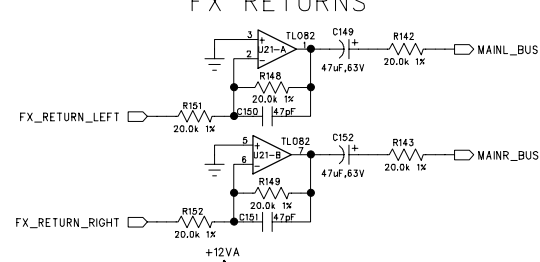 FX RETURNS
3 TL082 1 C149 R142
U21-A MAINL_BUS
2 47uF,63V 20.0k 1%
R148
20.0k 1%
FX_RETURN_LEFT R151 C150 47pF
20.0k 1%
5 TL082 7 C152 R143
U21-B MAINR_BUS
6 47uF,63V 20.0k 1%
R149
20.0k 1%
FX_RETURN_RIGHT R152 C151 47pF
20.0k 1%
+12VA